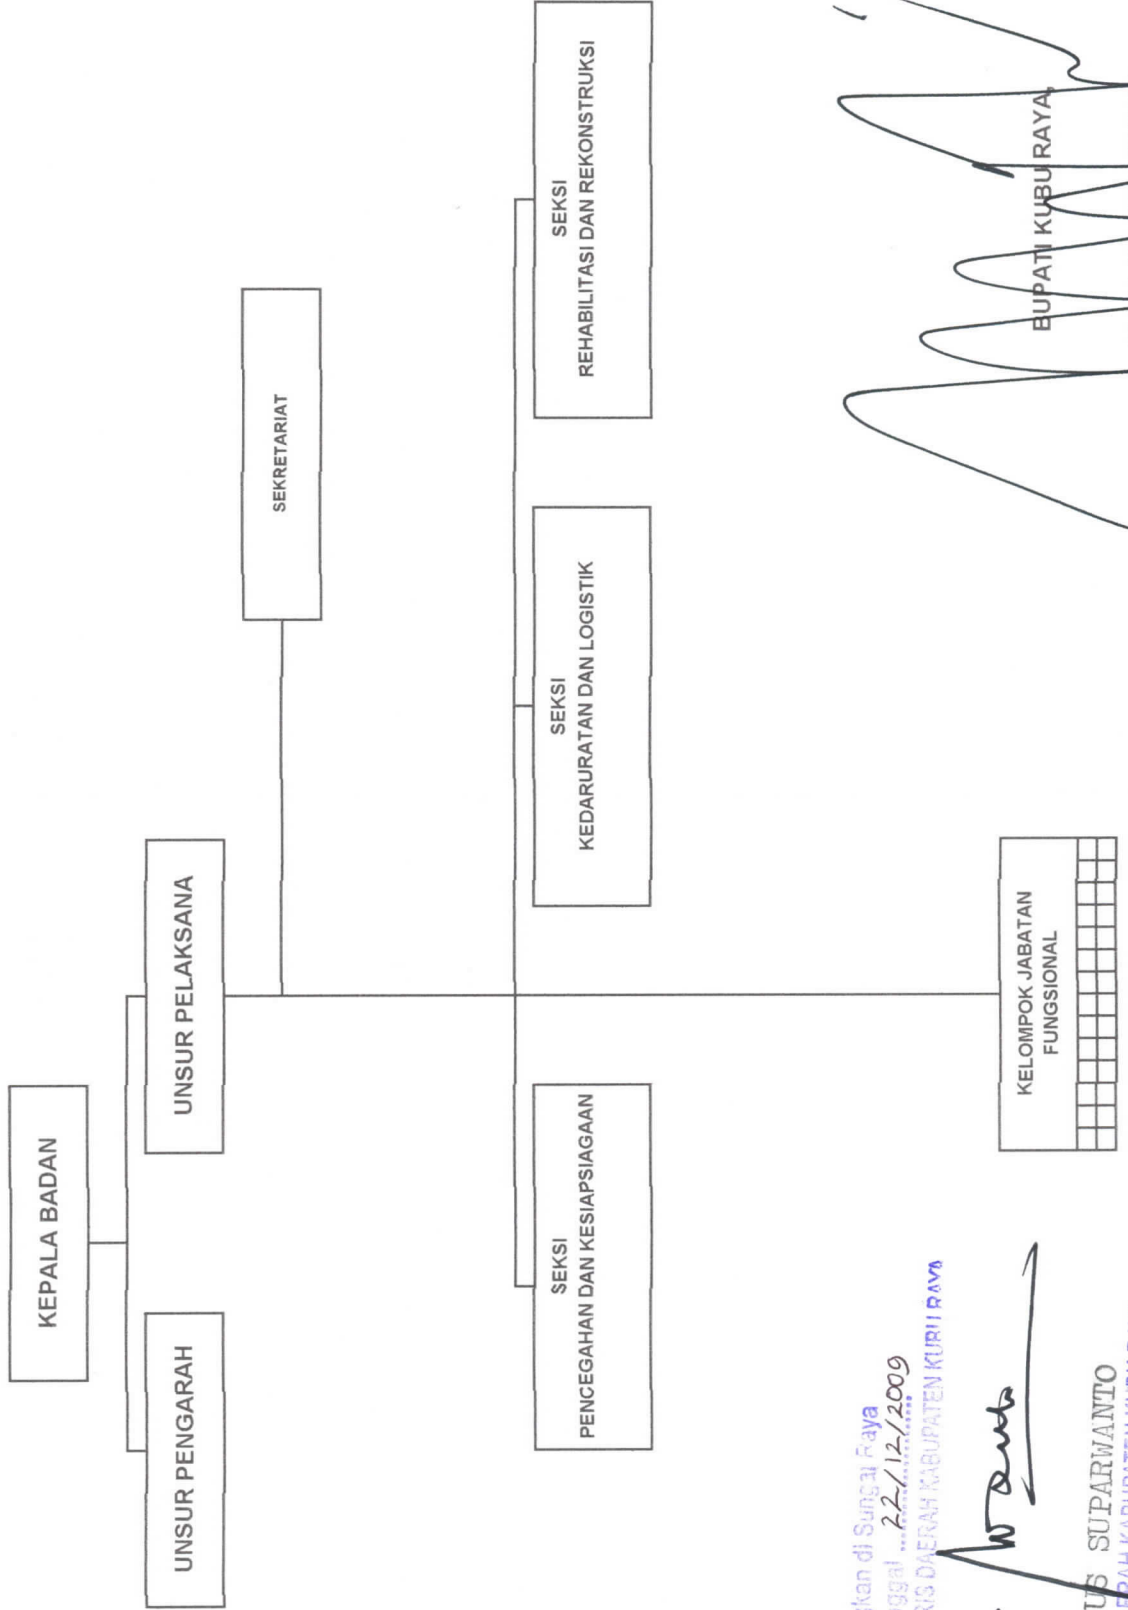 KEPALA BADAN
UNSUR PENGARAH
UNSUR PELAKSANA
SEKRETARIAT
SEKSI
PENCEGAHAN DAN KESIAPSIAGAAN
SEKSI
KEDARURATAN DAN LOGISTIK
SEKSI
REHABILITASI DAN REKONSTRUKSI
KELOMPOK JABATAN
FUNGSIONAL
BUPATI KUBU RAYA,
kan di Sungai Raya
nggal 22/12/2009
RIS DAERAH KABUPATEN KUBU RAYA
US SUPARWANTO